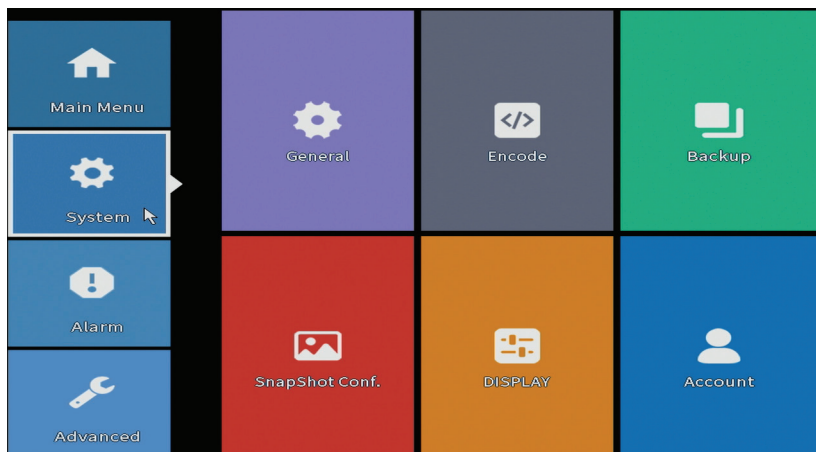 Main Menu
System
Alarm
Advanced
General
Encode
Backup
SnapShot Conf.
DISPLAY
Account